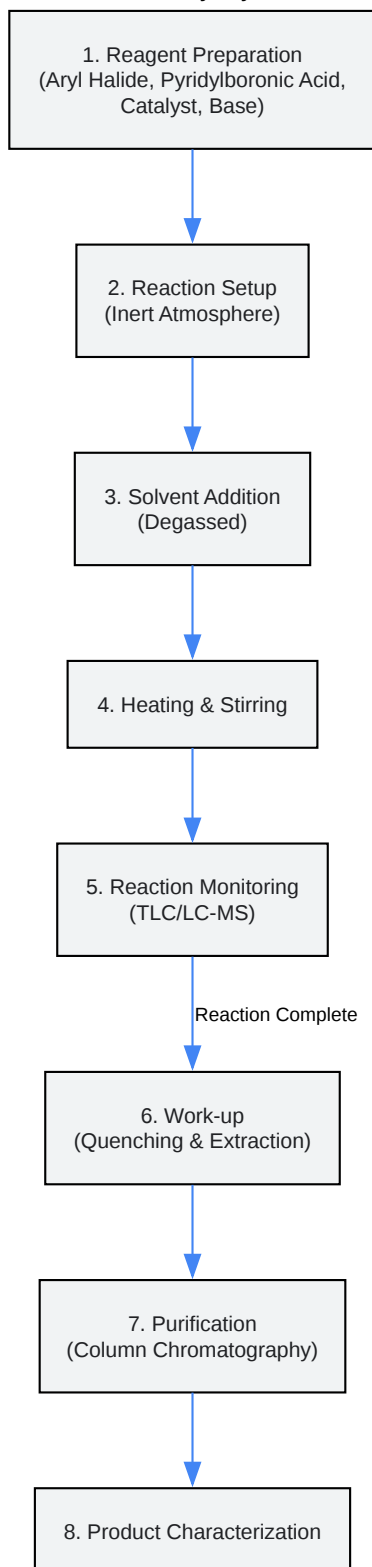 1. Reagent Preparation
(Aryl Halide, Pyridylboronic Acid,
Catalyst, Base)
2. Reaction Setup
(Inert Atmosphere)
3. Solvent Addition
(Degassed)
4. Heating & Stirring
5. Reaction Monitoring
(TLC/LC-MS)
Reaction Complete
6. Work-up
(Quenching & Extraction)
7. Purification
(Column Chromatography)
8. Product Characterization